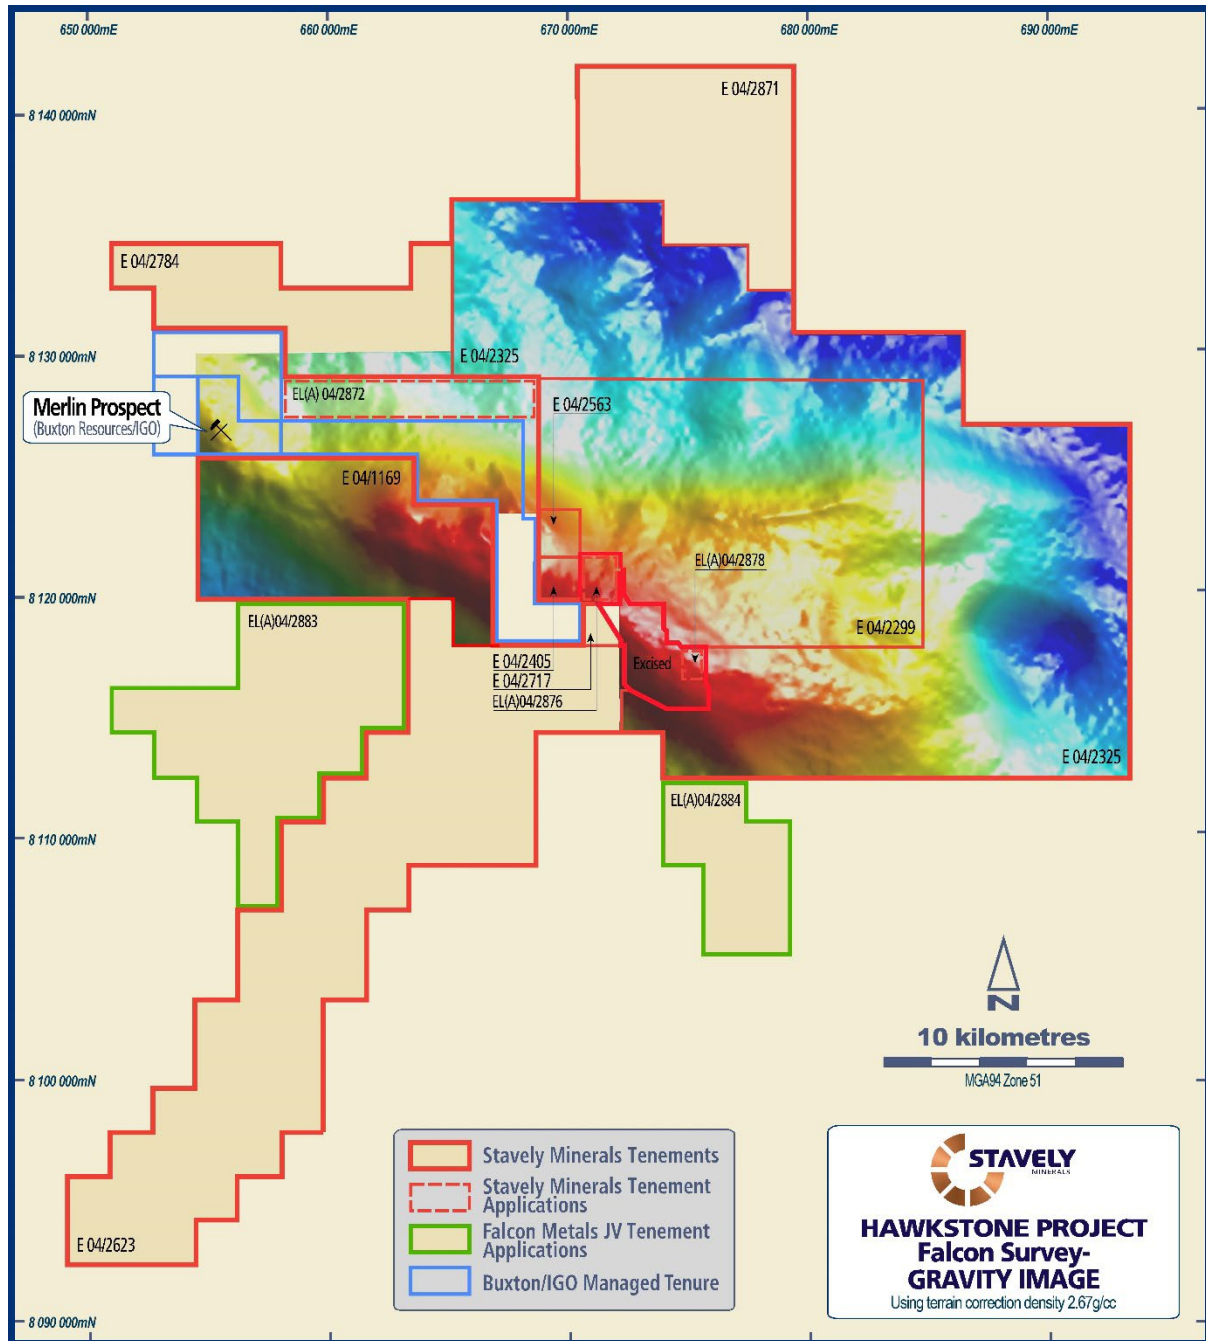 650 000mE
660 000mE
670 000mE
680 000mE
690 000mE
8 140 000mN
E 04/2871
E 04/2784
8 130 000mN
E 04/2325
EL(A) 04/2872
E 04/2563
Merlin Prospect
(Buxton Resources/IGO)
E 04/1169
EL(A)04/2878
8 120 000mN
EL(A)04/2883
E 04/2299
E 04/2405
E 04/2717
EL(A)04/2876
Excised
E 04/2325
EL(A)04/2884
8 110 000mN
N
10 kilometres
MGA94 Zone 51
8 100 000mN
Stavely Minerals Tenements
Stavely Minerals Tenement
Applications
Falcon Metals JV Tenement
Applications
Buxton/IGO Managed Tenure
STAVELY
MINERALS
HAWKSTONE PROJECT
Falcon Survey-
GRAVITY IMAGE
Using terrain correction density 2.67g/cc
E 04/2623
8 090 000mN